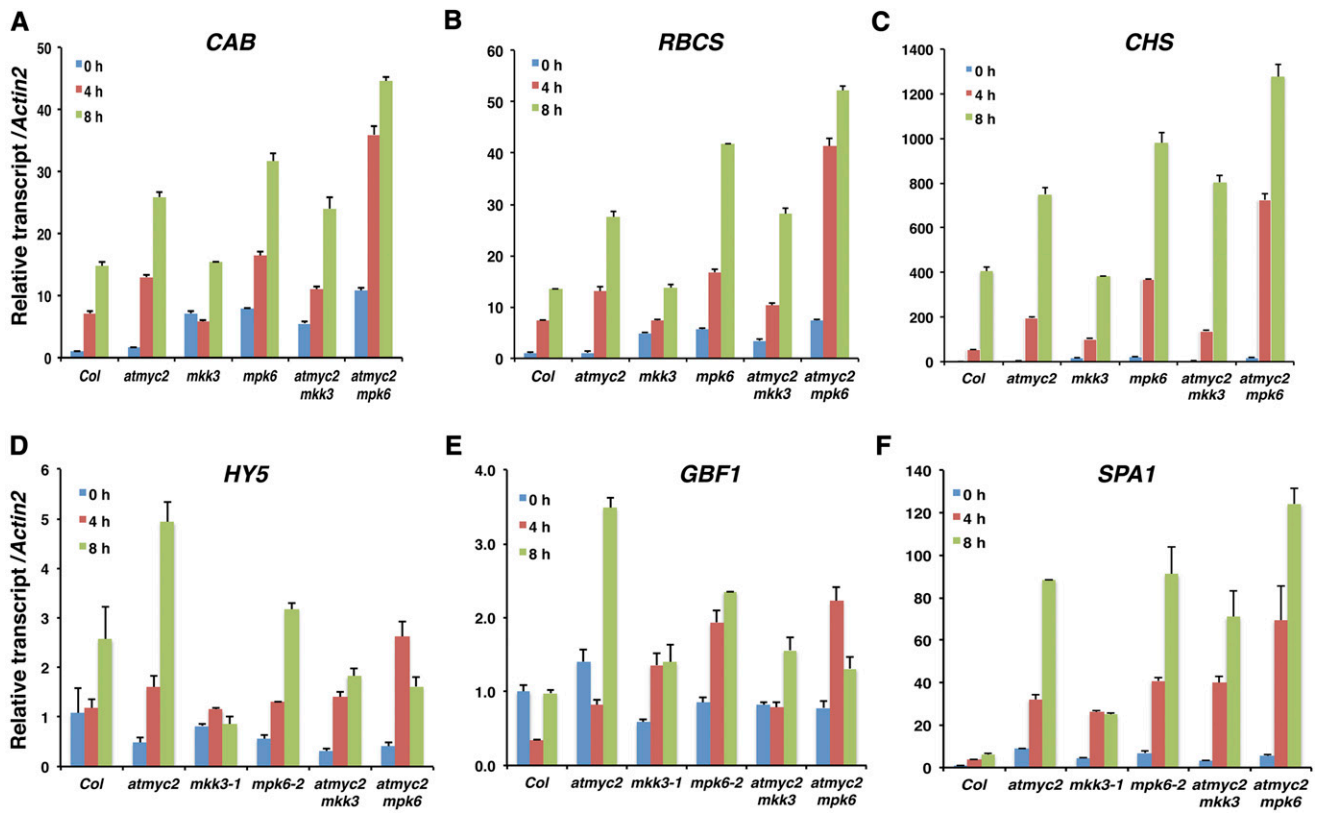 A
CAB
Relative transcript /Actin2
50
40
30
20
10
0
0 h
4 h
8 h
Col
atmyc2
mkk3
mpk6
atmyc2
mkk3
atmyc2
mpk6
B
RBCS
60
50
40
30
20
10
0
0 h
4 h
8 h
Col
atmyc2
mkk3
mpk6
atmyc2
mkk3
atmyc2
mpk6
C
CHS
1400
1200
1000
800
600
400
200
0
0 h
4 h
8 h
Col
atmyc2
mkk3
mpk6
atmyc2
mkk3
atmyc2
mpk6
D
HY5
Relative transcript /Actin2
6
5
4
3
2
1
0
0 h
4 h
8 h
Col
atmyc2
mkk3-1
mpk6-2
atmyc2
mkk3
atmyc2
mpk6
E
GBF1
4.0
3.0
2.0
1.0
0.0
0 h
4 h
8 h
Col
atmyc2
mkk3-1
mpk6-2
atmyc2
mkk3
atmyc2
mpk6
F
SPA1
140
120
100
80
60
40
20
0
0 h
4 h
8 h
Col
atmyc2
mkk3-1
mpk6-2
atmyc2
mkk3
atmyc2
mpk6